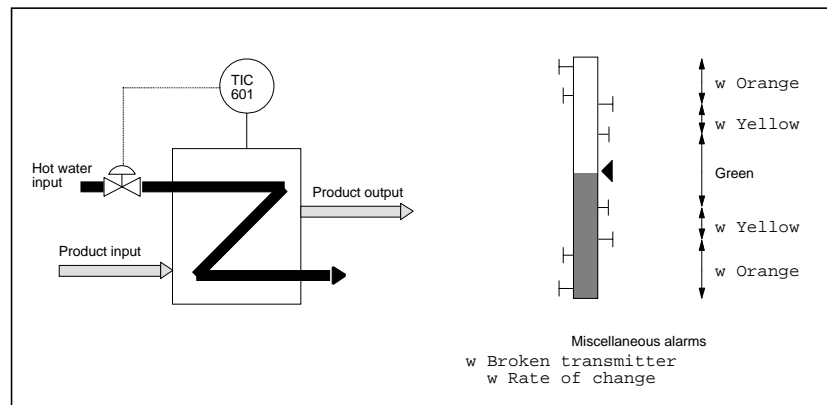 TIC
601
Hot water
input
Product output
Product input
w Orange
w Yellow
Green
w Yellow
w Orange
Miscellaneous alarms
w Broken transmitter
w Rate of change